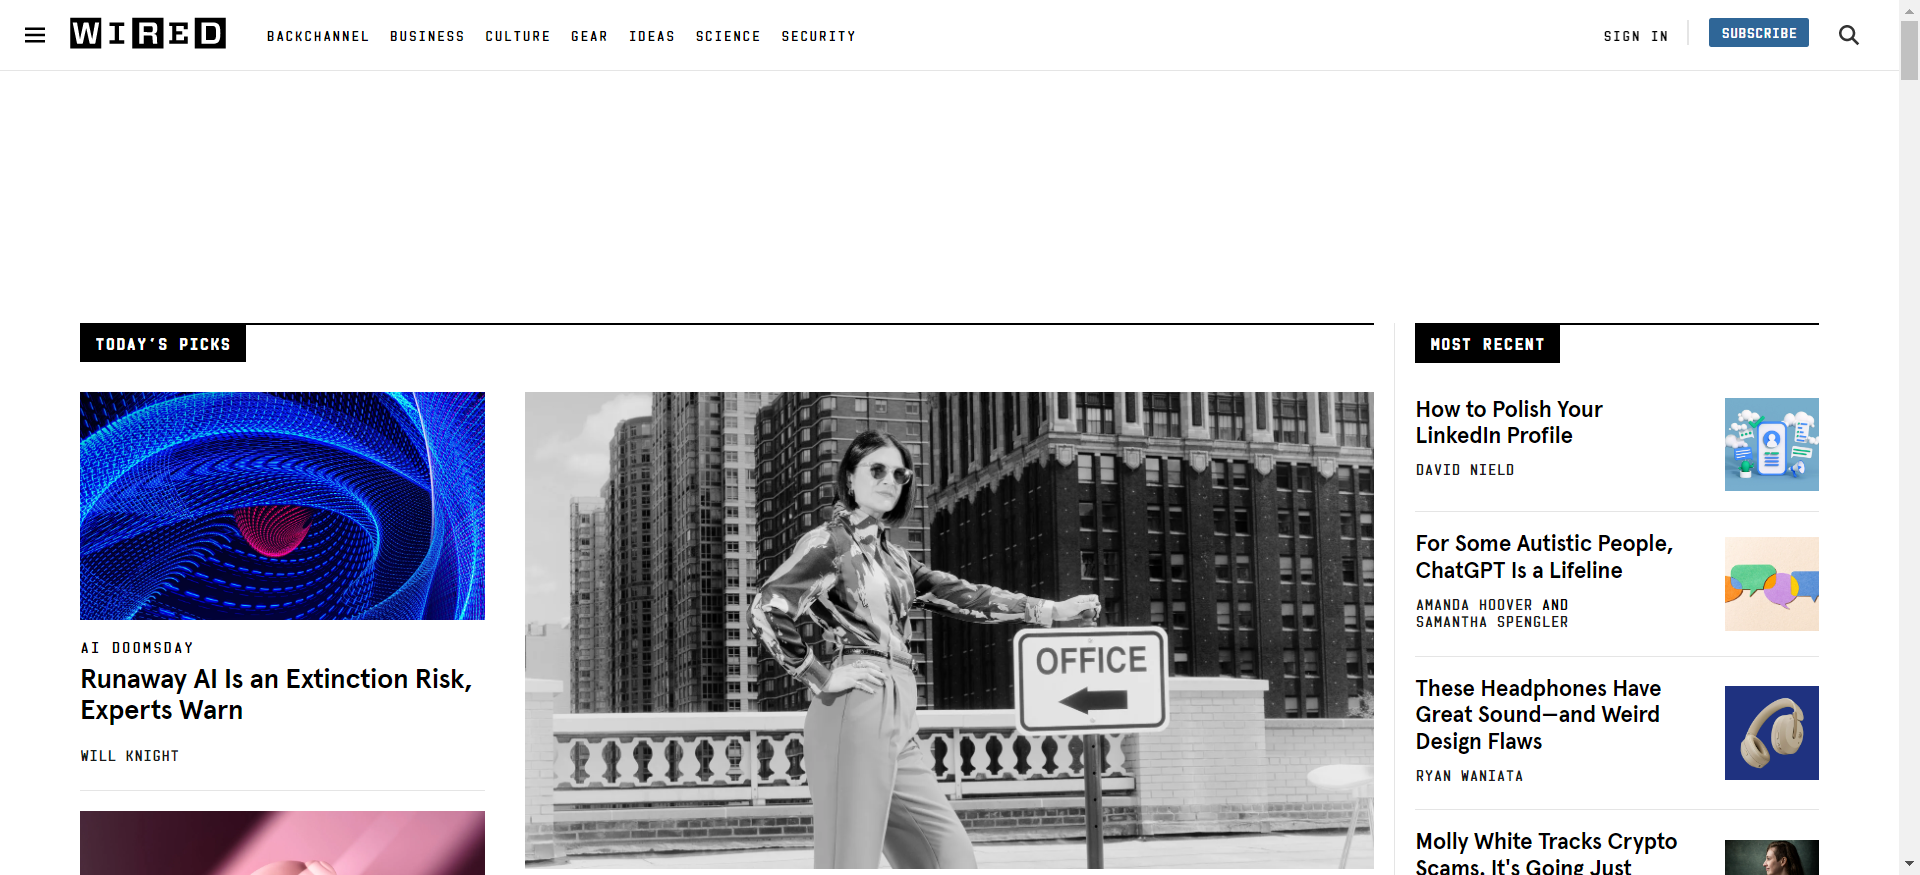 WIRED
BACKCHANNEL BUSINESS CULTURE GEAR IDEAS SCIENCE SECURITY
SIGN IN
SUBSCRIBE
TODAY'S PICKS
AI DOOMSDAY
Runaway AI Is an Extinction Risk,
Experts Warn
WILL KNIGHT
OFFICE
MOST RECENT
How to Polish Your
LinkedIn Profile
DAVID NIELD
For Some Autistic People,
ChatGPT Is a Lifeline
AMANDA HOOVER AND
SAMANTHA SPENGLER
These Headphones Have
Great Sound—and Weird
Design Flaws
RYAN WANIATA
Molly White Tracks Crypto
Scams. It's Going Just